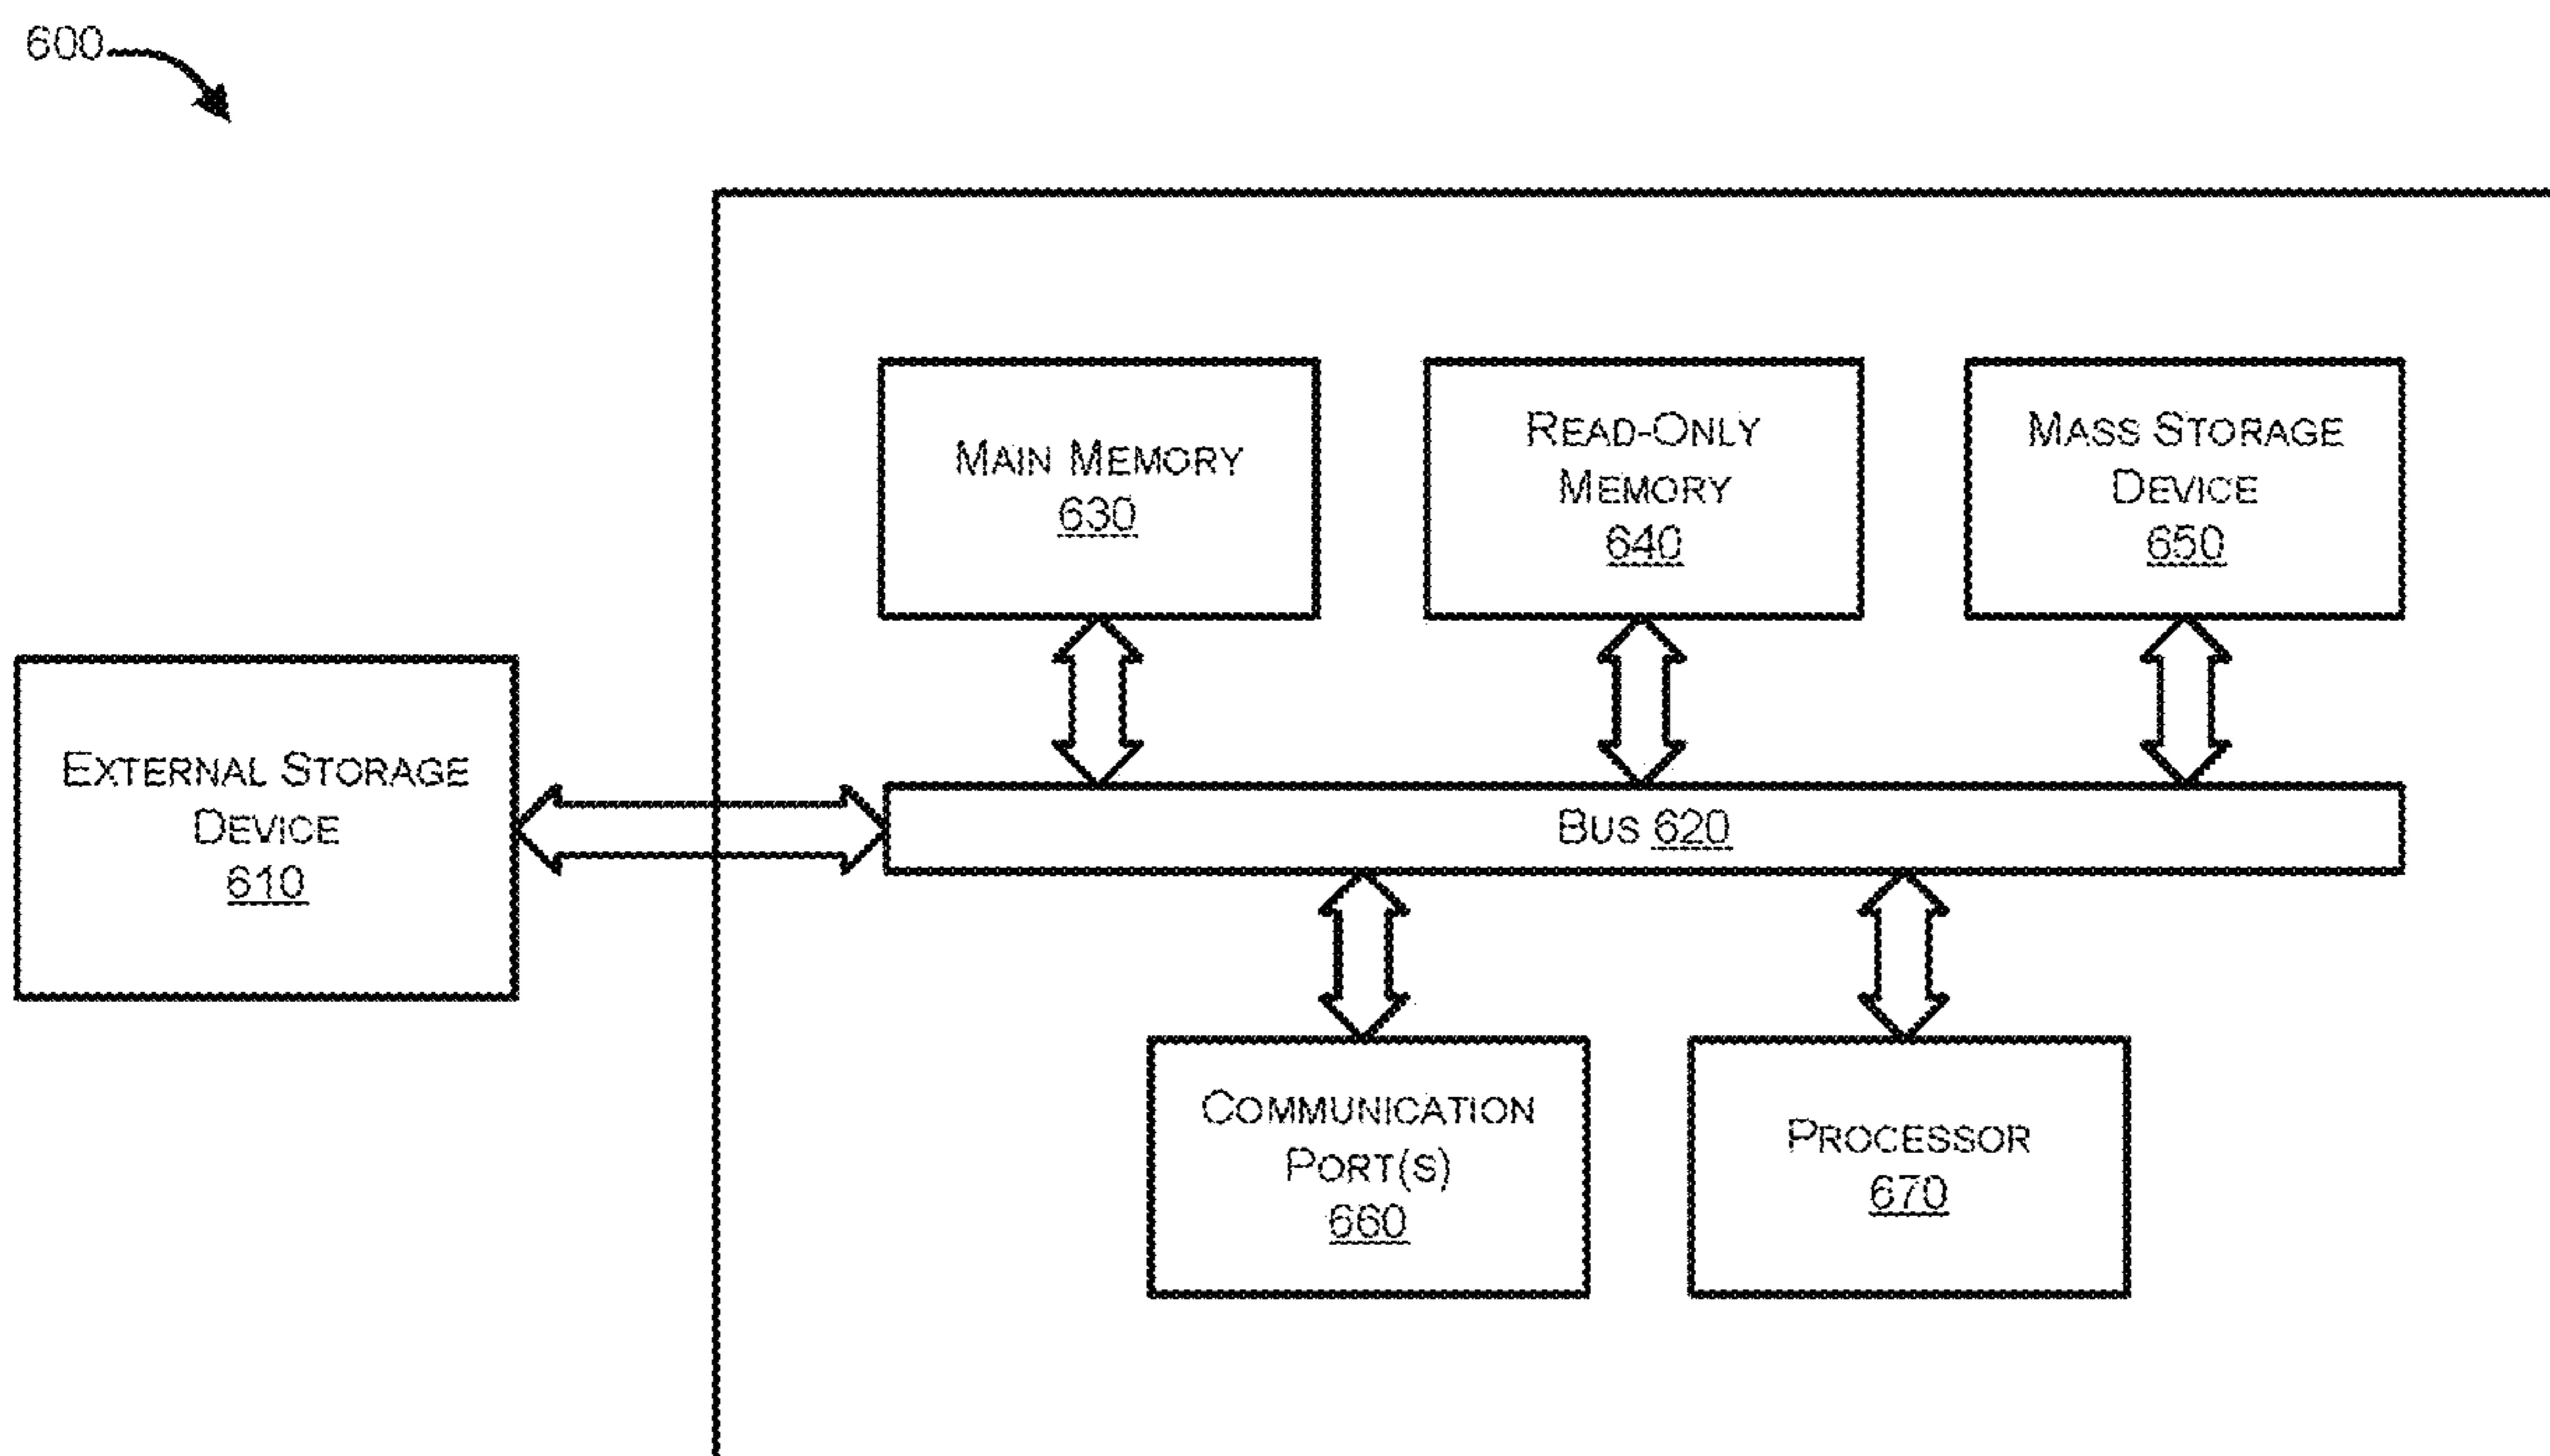 600
MAIN MEMORY
630
READ-ONLY
MEMORY
640
MASS STORAGE
DEVICE
650
EXTERNAL STORAGE
DEVICE
610
BUS 620
COMMUNICATION
PORT(S)
660
PROCESSOR
670